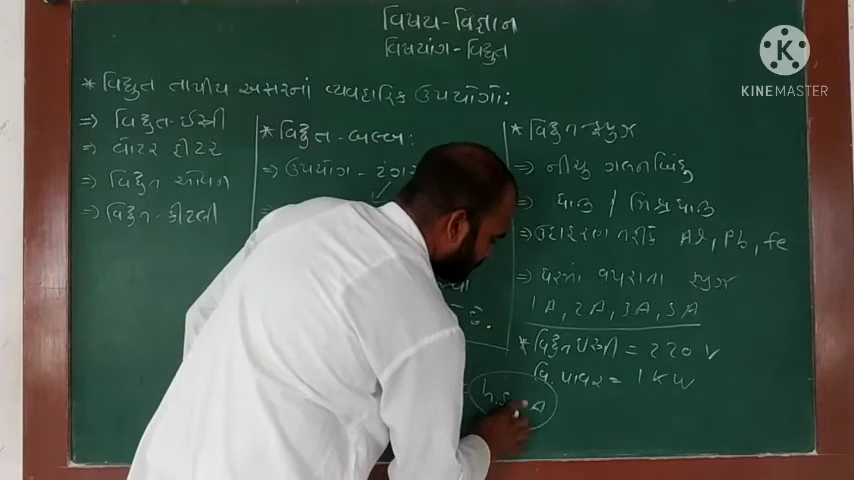 વિષય-વિજ્ઞાન
વિષયાંગ-વિદ્યુત
K
KINEMASTER
* વિદ્યુત તાપીય અસરનાં વ્યવહારિક ઉપયોગો:
⇒ વિદ્યુત-ઈસ્ત્રી
⇒ વૉટર હીટર
⇒ વિદ્યુત ઓવન
⇒ વિદ્યુત-કીટલી
* વિદ્યુત-બલ્બ:
⇒ ઉપયોગ-ટંગ
* વિદ્યુત ફ્યુઝ
⇒ નીચુ ગલનબિંદુ
⇒ ધાતુ / મિશ્રધાતુ
⇒ ઉદાહરણ તરીકે Al, Pb, fe
⇒ ઘરમાં વપરાતા ફ્યુઝ
1A, 2A, 3A, 5A
* વિદ્યુત ઈસ્ત્રી = 220 V
વિ. પાવર = 1 KW